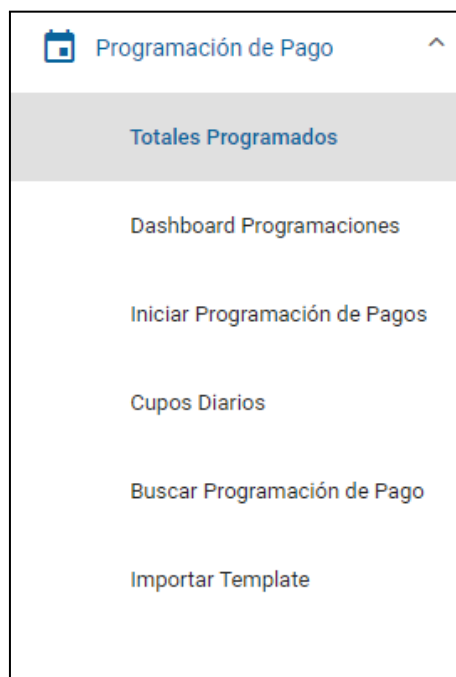 Programación de Pago
Totales Programados
Dashboard Programaciones
Iniciar Programación de Pagos
Cupos Diarios
Buscar Programación de Pago
Importar Template